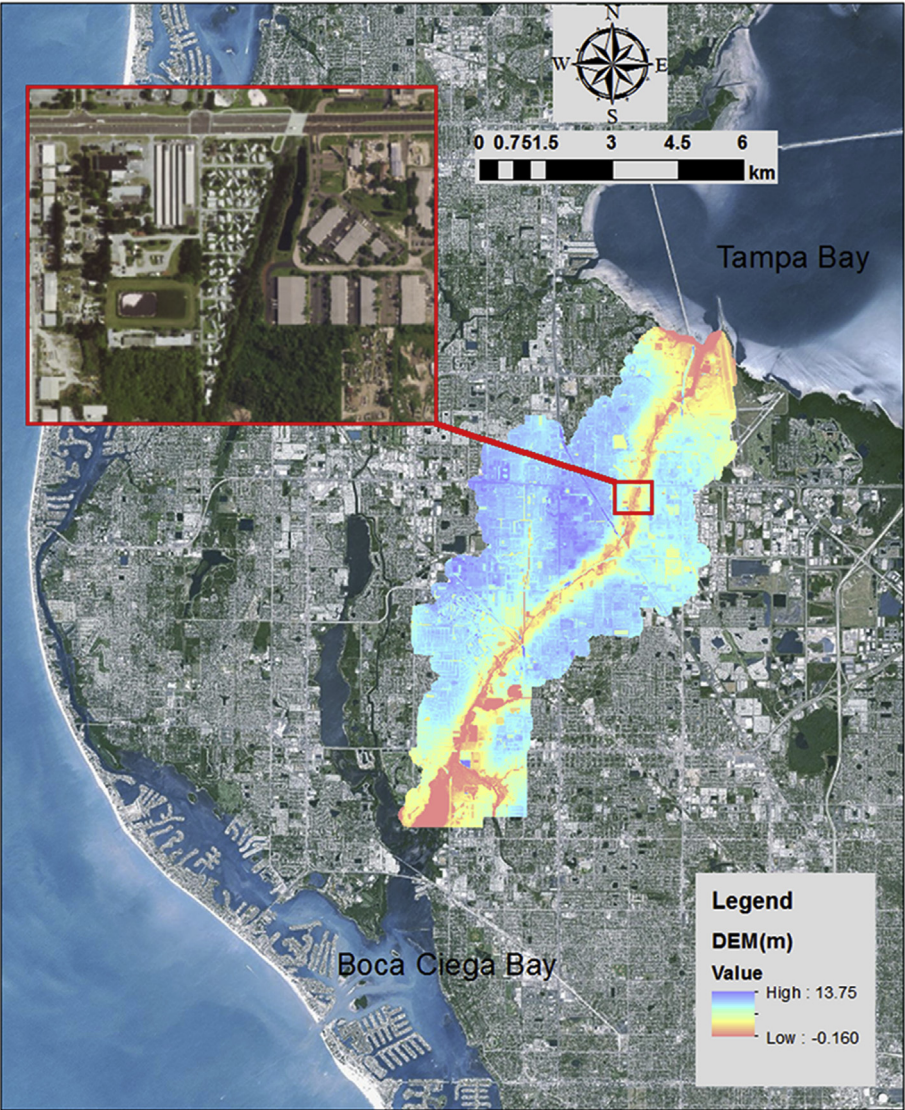 N
W E
S
0 0.751.5 3 4.5 6
km
Tampa Bay
Boca Ciega Bay
Legend
DEM(m)
Value
High : 13.75
Low : -0.160